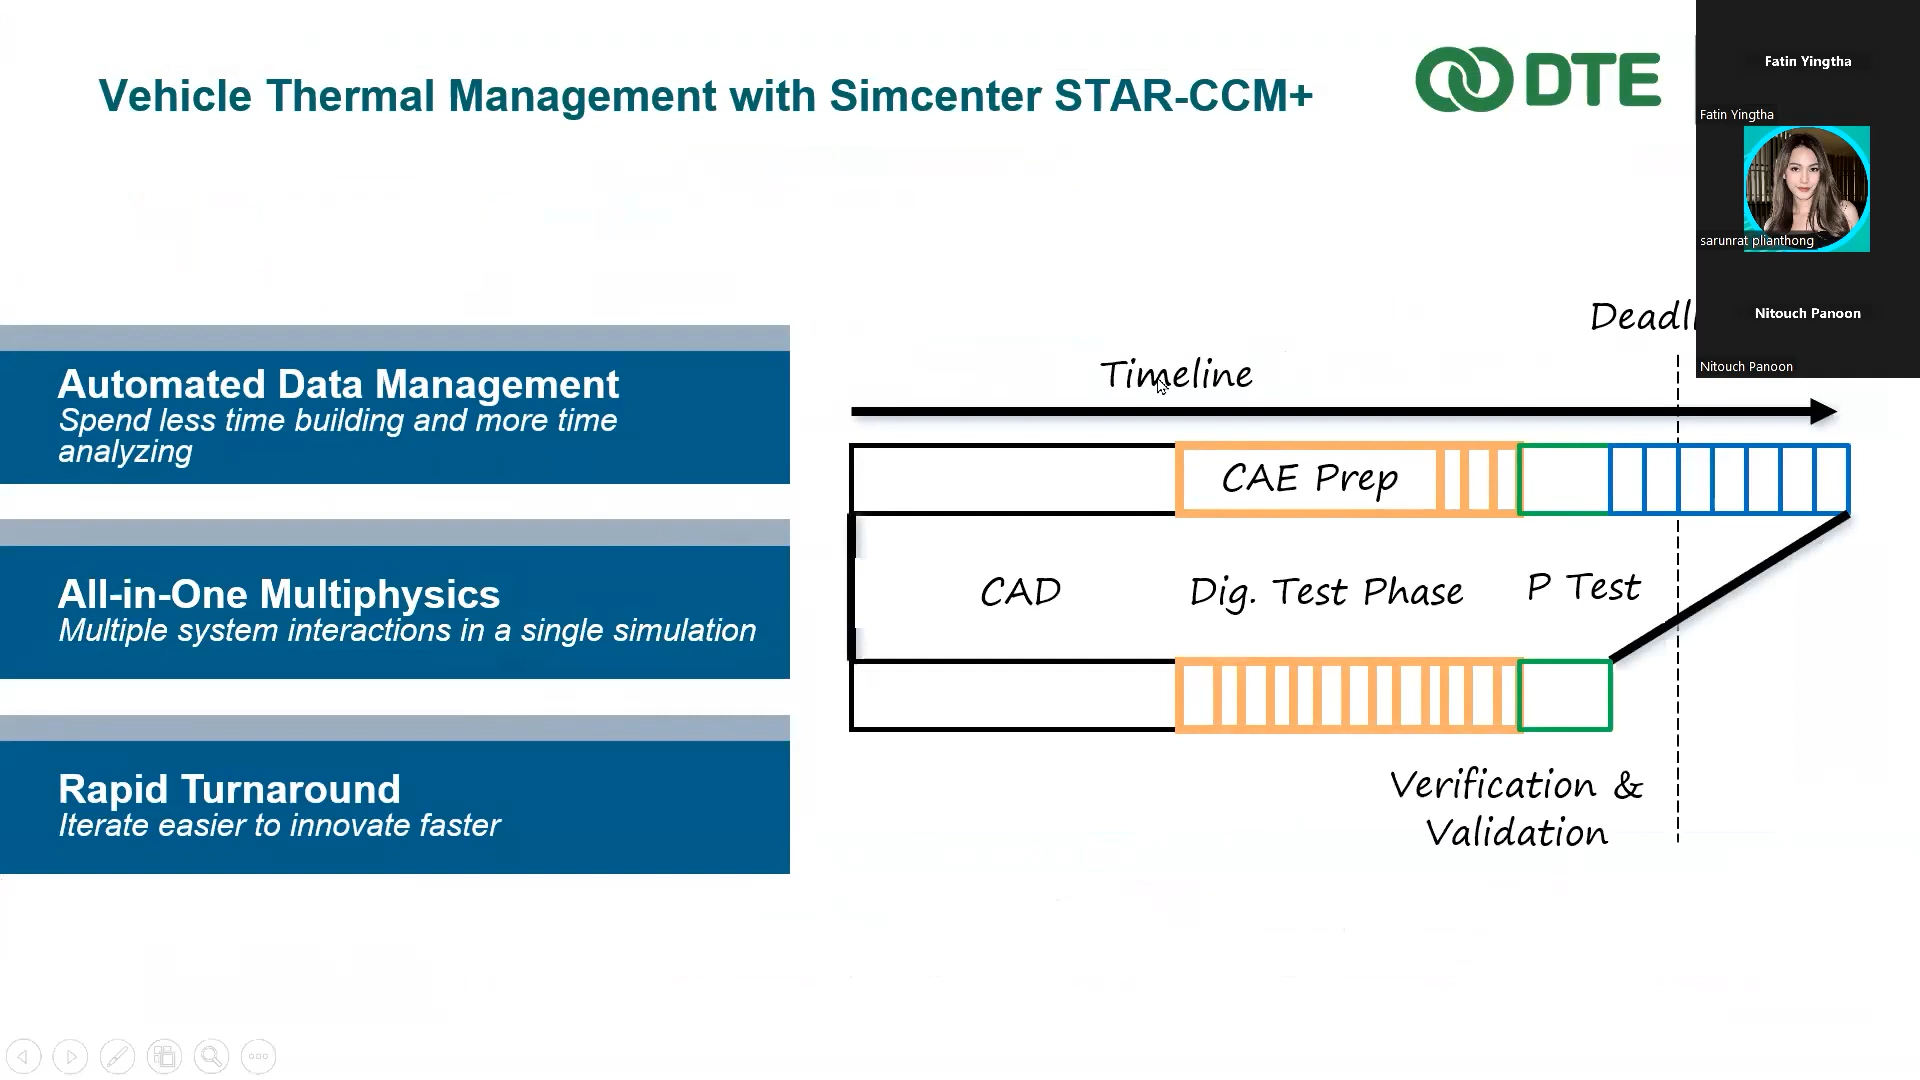 Vehicle Thermal Management with Simcenter STAR-CCM+
DTE
Fatin Yingtha
Fatin Yingtha
sarunrat plianthong
Nitouch Panoon
Nitouch Panoon
Automated Data Management
Spend less time building and more time
analyzing
All-in-One Multiphysics
Multiple system interactions in a single simulation
Rapid Turnaround
Iterate easier to innovate faster
Timeline
CAE Prep
CAD
Dig. Test Phase
P Test
Verification &
Validation